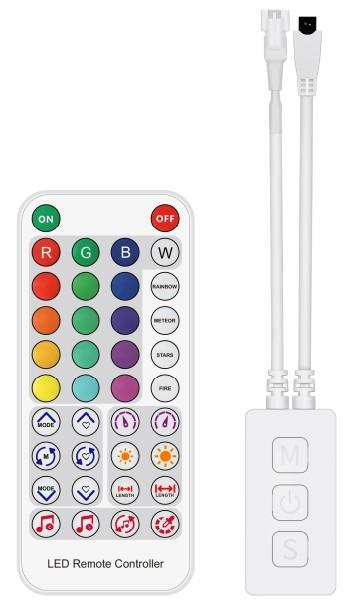 ON OFF
R G B W
RAINBOW
METEOR
STARS
FIRE
MODE
M
MODE LENGTH LENGTH
LED Remote Controller
M
S